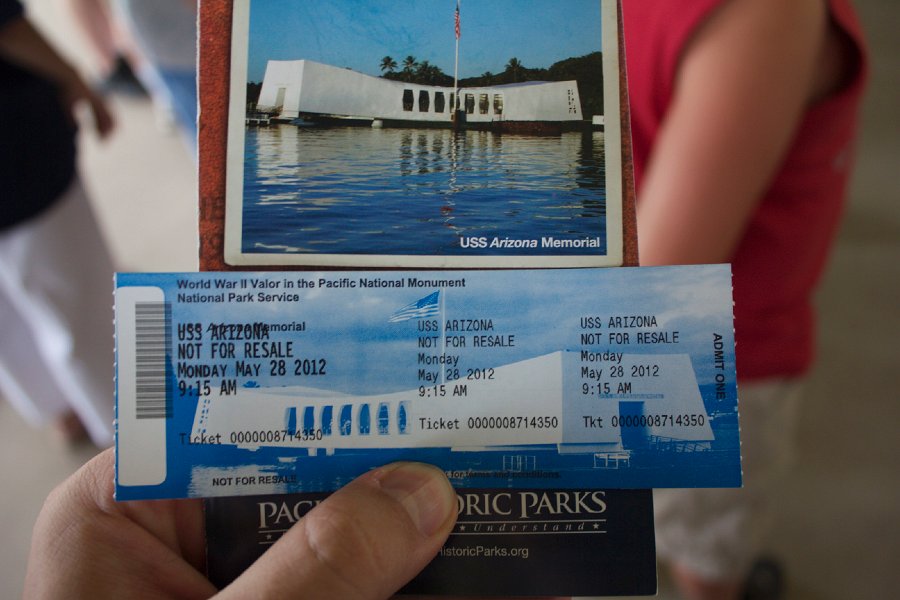 USS Arizona Memorial
World War II Valor in the Pacific National Monument
National Park Service
USS Arizona Memorial
USS ARIZONA
NOT FOR RESALE
MONDAY MAY 28 2012
9:15 AM
Ticket 0000008714350
NOT FOR RESALE
USS ARIZONA
NOT FOR RESALE
Monday
May 28 2012
9:15 AM
Ticket 0000008714350
for terms and conditions.
USS ARIZONA
NOT FOR RESALE
Monday
May 28 2012
9:15 AM
Tkt 0000008714350
ADMIT ONE
PARKS
Understand
HistoricParks.org